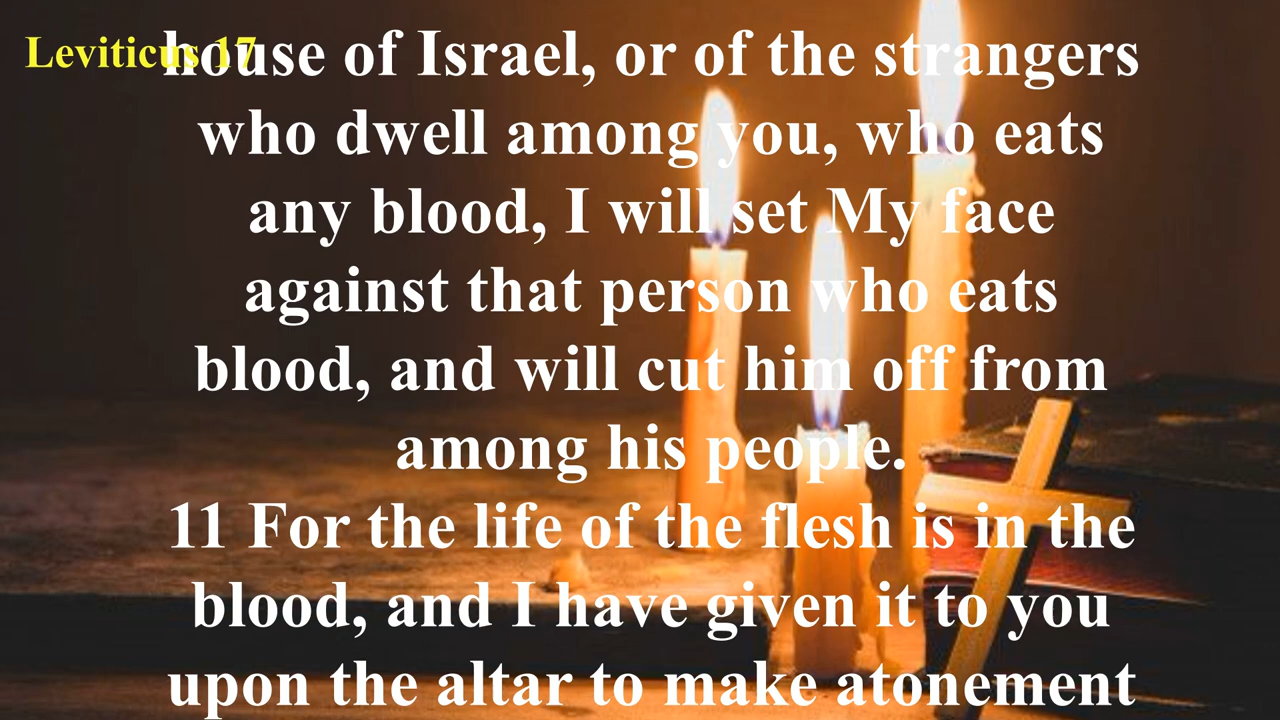 Leviticus 17
house of Israel, or of the strangers
who dwell among you, who eats
any blood, I will set My face
against that person who eats
blood, and will cut him off from
among his people.
11 For the life of the flesh is in the
blood, and I have given it to you
upon the altar to make atonement